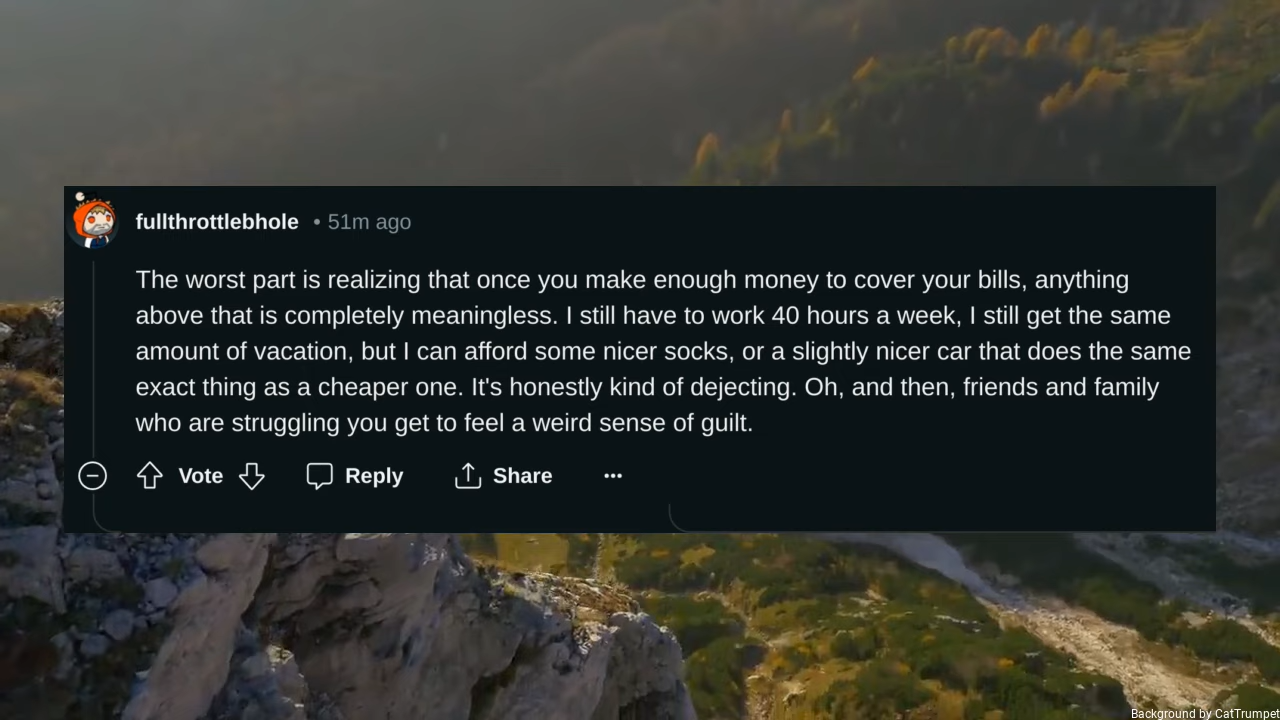 fullthrottlebhole • 51m ago
The worst part is realizing that once you make enough money to cover your bills, anything
above that is completely meaningless. I still have to work 40 hours a week, I still get the same
amount of vacation, but I can afford some nicer socks, or a slightly nicer car that does the same
exact thing as a cheaper one. It's honestly kind of dejecting. Oh, and then, friends and family
who are struggling you get to feel a weird sense of guilt.
Vote Reply Share ···
Background by CatTrumpet